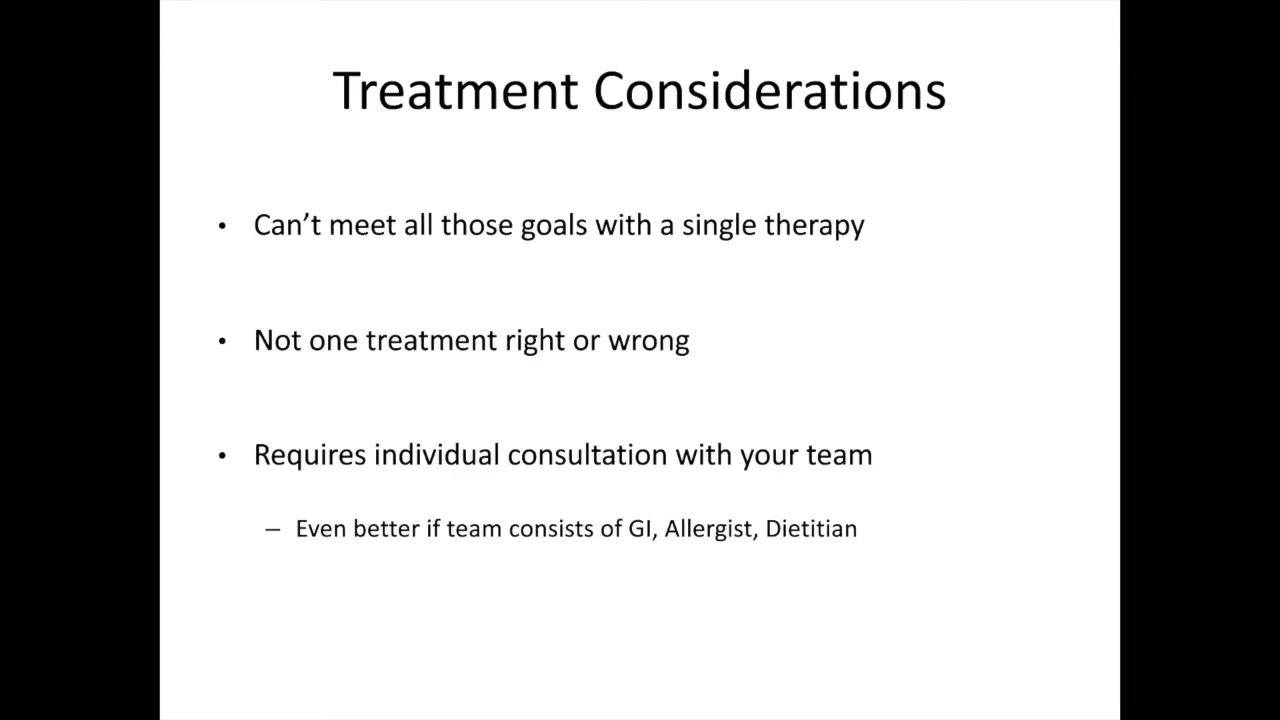 Treatment Considerations
• Can’t meet all those goals with a single therapy
• Not one treatment right or wrong
• Requires individual consultation with your team
– Even better if team consists of GI, Allergist, Dietitian